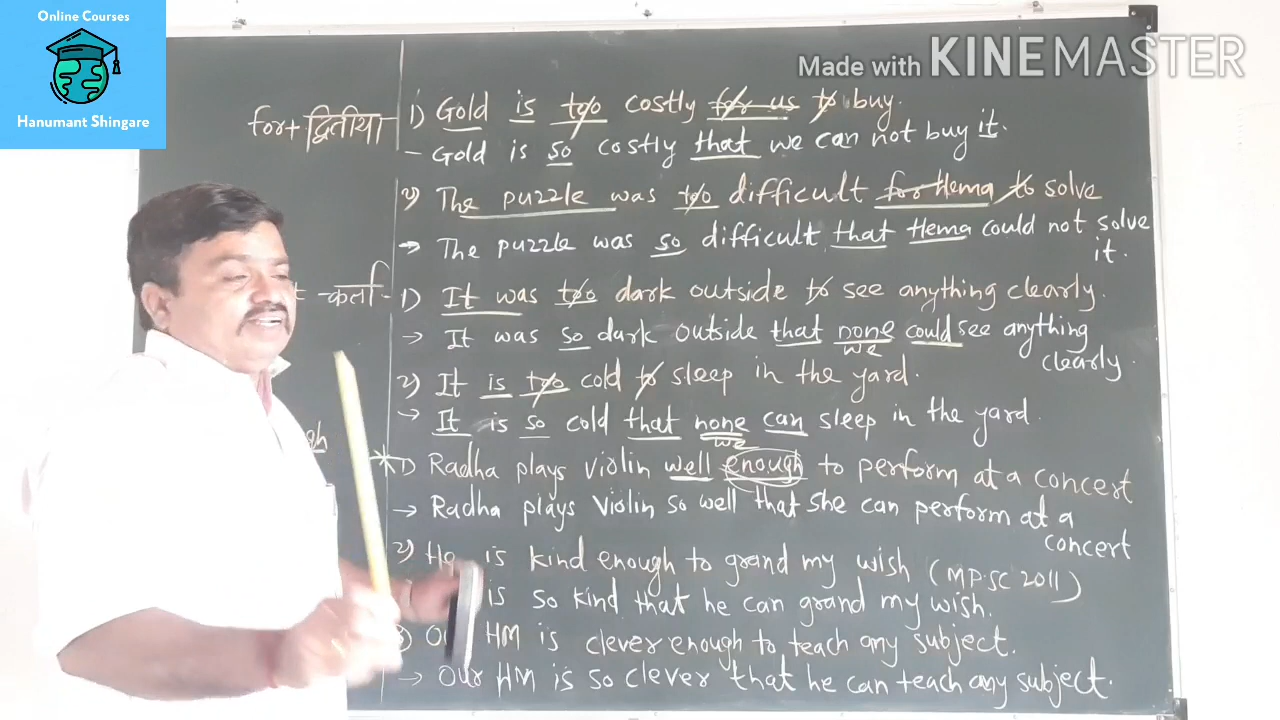 Online Courses
Hanumant Shingare
Made with KINEMASTER
for+ द्वितीया
1) Gold is too costly for us to buy.
- Gold is so costly that we can not buy it.
२) The puzzle was too difficult for Hema to solve
→ The puzzle was so difficult that Hema could not solve
it.
-कर्ता-
1) It was too dark outside to see anything clearly.
→ It was so dark outside that none could see anything
we
clearly.
२) It is too cold to sleep in the yard.
→ It is so cold that none can sleep in the yard.
we
1) Radha plays violin well enough to perform at a concert
→ Radha plays violin so well that she can perform at a
concert
२) He is kind enough to grand my wish (MPSC 2011)
is so kind that he can grand my wish.
HM is clever enough to teach any subject.
→ Our HM is so clever that he can teach any subject.